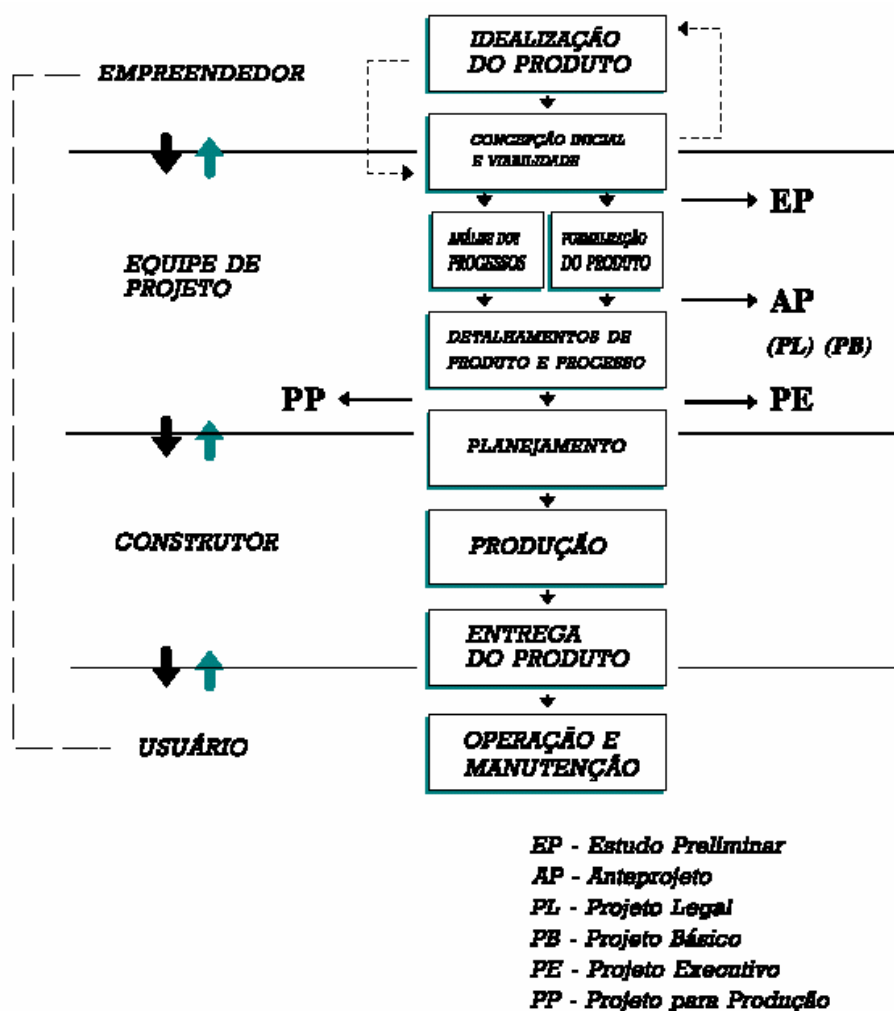 IDEALIZAÇÃO
DO PRODUTO
EMPREENDEDOR
CONCEPÇÃO INICIAL
E VIABILIDADE
EP
ANÁLISE DOS
PROCESSOS
FORMALIZAÇÃO
DO PRODUTO
EQUIPE DE
PROJETO
AP
(PL) (PB)
DETALHAMENTOS DE
PRODUTO E PROCESSO
PP
PE
PLANEJAMENTO
CONSTRUTOR
PRODUÇÃO
ENTREGA
DO PRODUTO
USUÁRIO
OPERAÇÃO E
MANUTENÇÃO
EP - Estudo Preliminar
AP - Anteprojeto
PL - Projeto Legal
PB - Projeto Básico
PE - Projeto Executivo
PP - Projeto para Produção